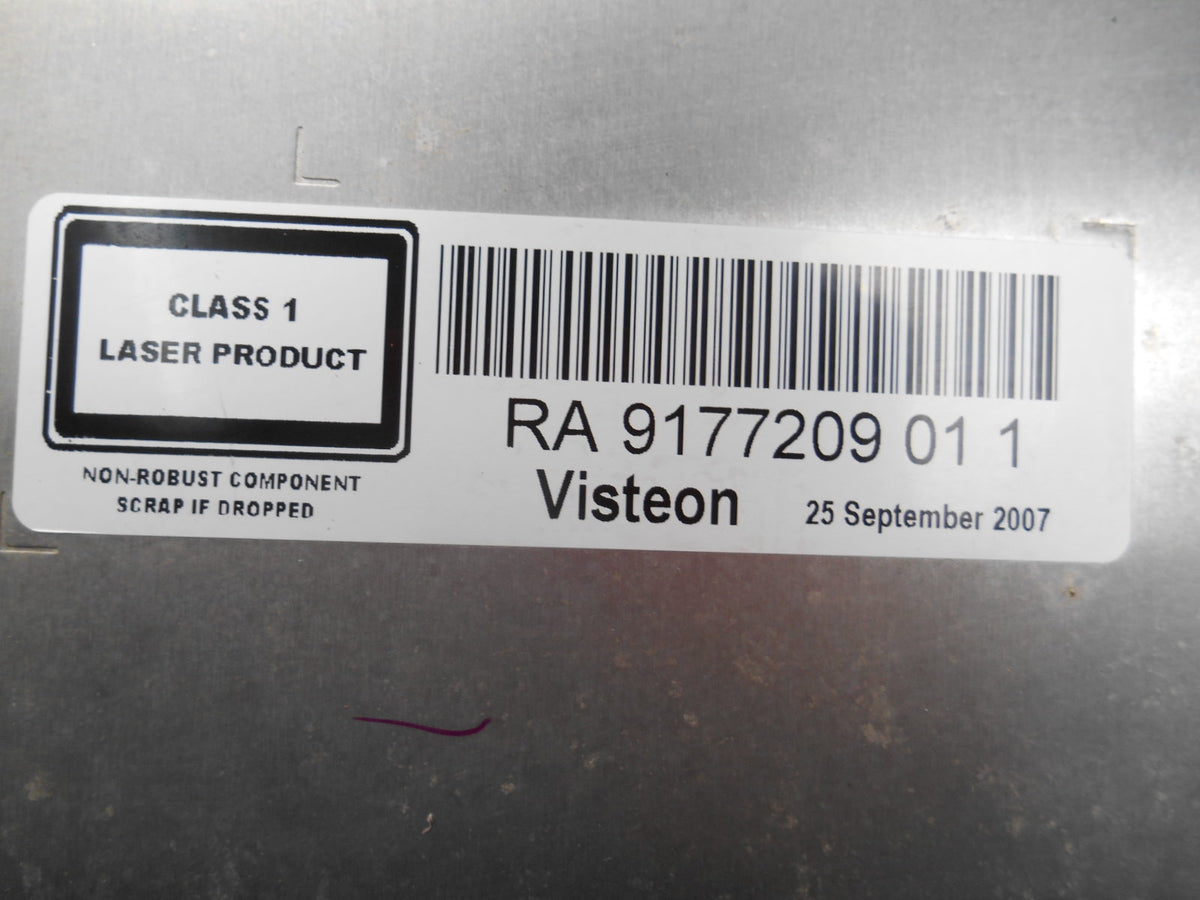 CLASS 1
LASER PRODUCT
NON-ROBUST COMPONENT
SCRAP IF DROPPED
RA 9177209 01 1
Visteon 25 September 2007